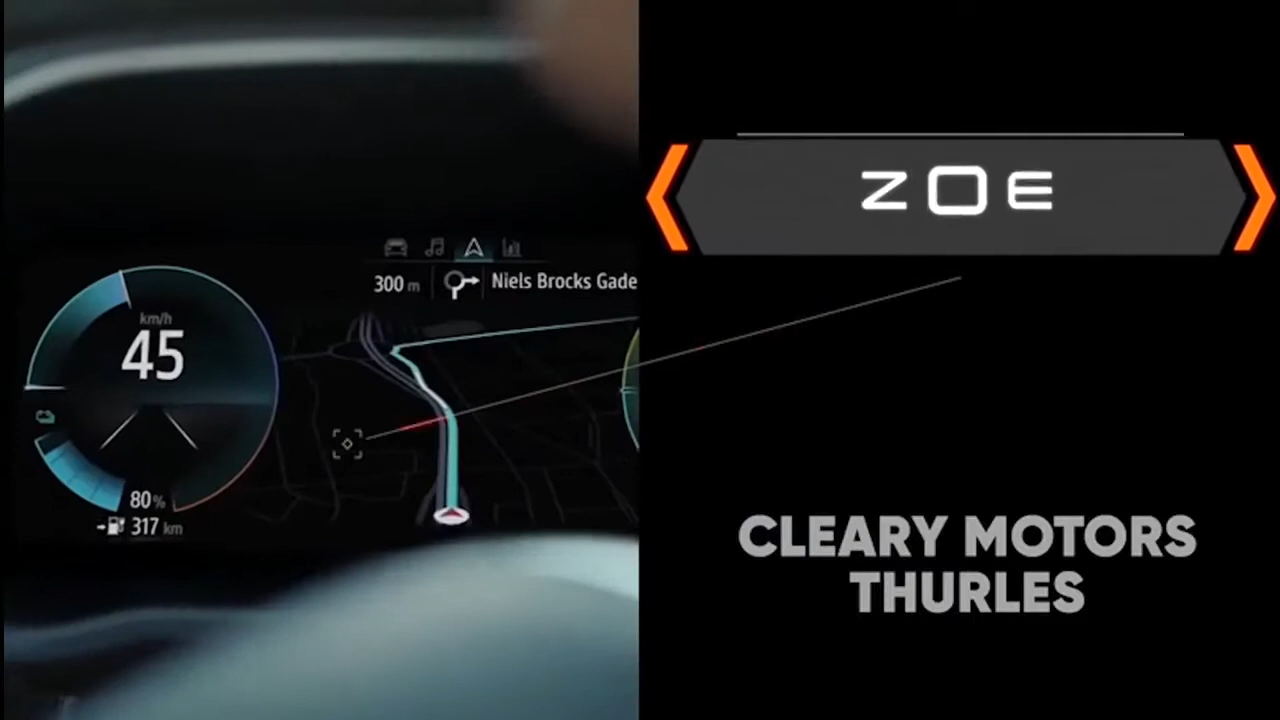 300 m
Niels Brocks Gade
km/h
45
80%
317 km
ZOE
CLEARY MOTORS
THURLES